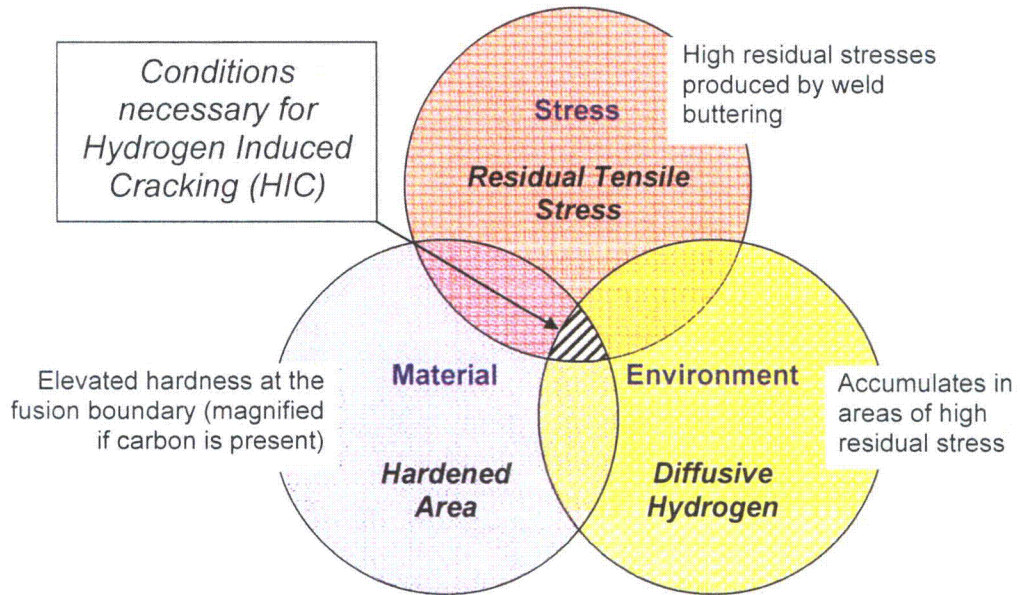 Conditions
necessary for
Hydrogen Induced
Cracking (HIC)
High residual stresses
produced by weld
buttering
Stress
Residual Tensile
Stress
Elevated hardness at the
fusion boundary (magnified
if carbon is present)
Material
Hardened
Area
Environment
Diffusive
Hydrogen
Accumulates in
areas of high
residual stress